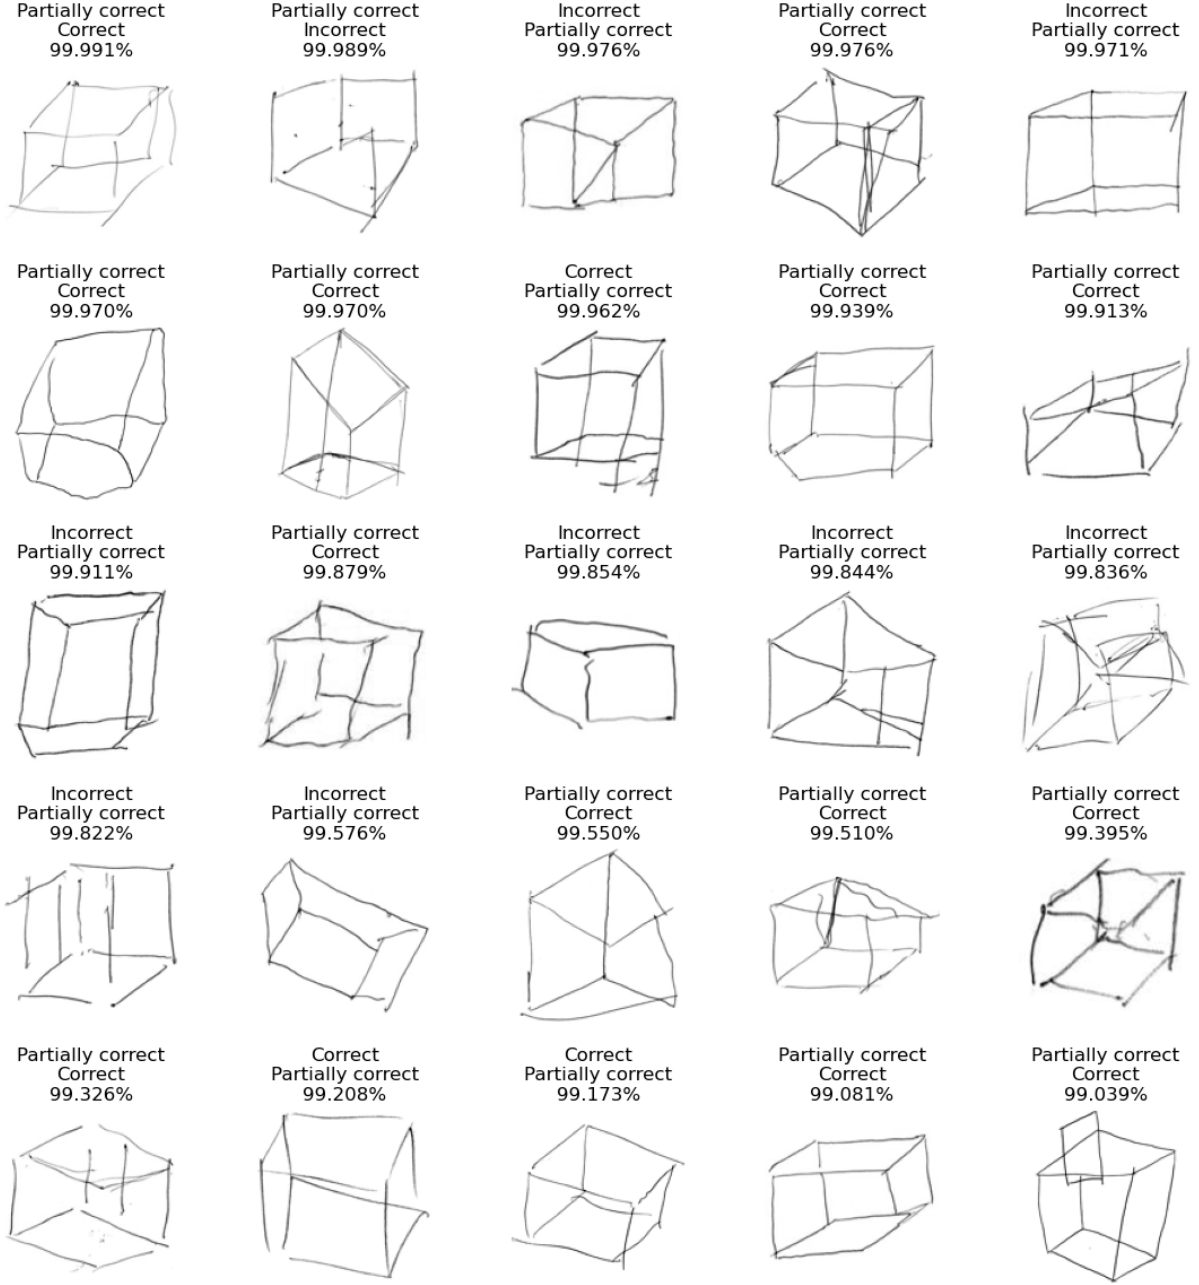 Partially correct
Correct
99.991%
Partially correct
Incorrect
99.989%
Incorrect
Partially correct
99.976%
Partially correct
Correct
99.976%
Incorrect
Partially correct
99.971%
Partially correct
Correct
99.970%
Partially correct
Correct
99.970%
Correct
Partially correct
99.962%
Partially correct
Correct
99.939%
Partially correct
Correct
99.913%
Incorrect
Partially correct
99.911%
Partially correct
Correct
99.879%
Incorrect
Partially correct
99.854%
Incorrect
Partially correct
99.844%
Incorrect
Partially correct
99.836%
Incorrect
Partially correct
99.822%
Incorrect
Partially correct
99.576%
Partially correct
Correct
99.550%
Partially correct
Correct
99.510%
Partially correct
Correct
99.395%
Partially correct
Correct
99.326%
Correct
Partially correct
99.208%
Correct
Partially correct
99.173%
Partially correct
Correct
99.081%
Partially correct
Correct
99.039%